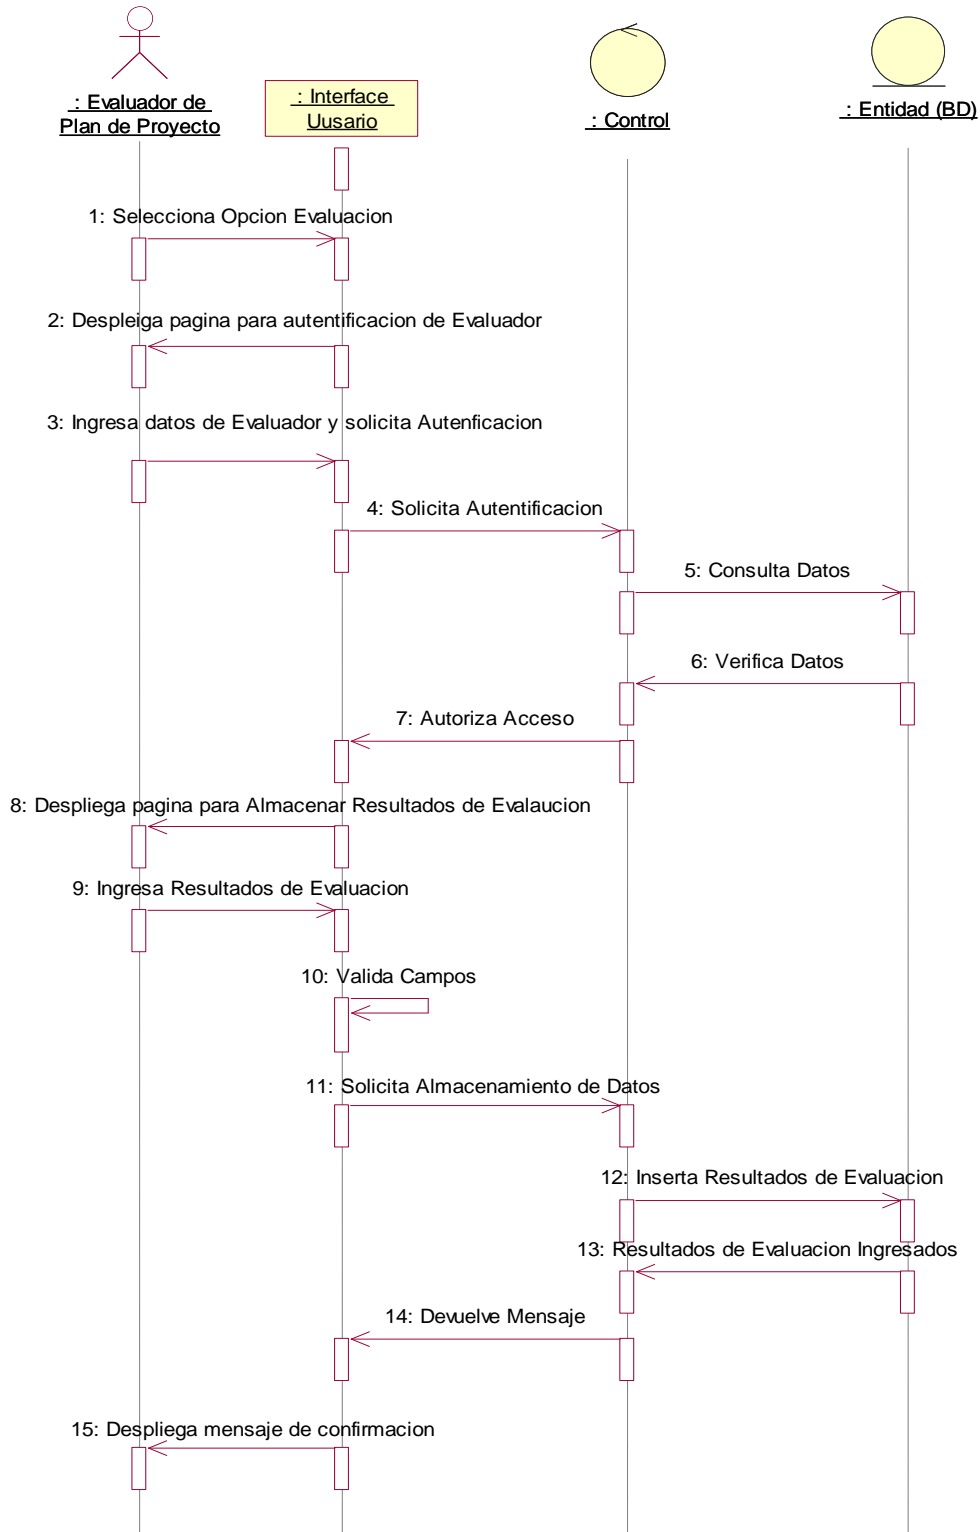 : Evaluador de
Plan de Proyecto
: Interface
Uusario
: Control
: Entidad (BD)
1: Selecciona Opcion Evaluacion
2: Despleiga pagina para autentificacion de Evaluador
3: Ingresa datos de Evaluador y solicita Autenficacion
4: Solicita Autentificacion
5: Consulta Datos
6: Verifica Datos
7: Autoriza Acceso
8: Despliega pagina para Almacenar Resultados de Evalaucion
9: Ingresa Resultados de Evaluacion
10: Valida Campos
11: Solicita Almacenamiento de Datos
12: Inserta Resultados de Evaluacion
13: Resultados de Evaluacion Ingresados
14: Devuelve Mensaje
15: Despliega mensaje de confirmacion